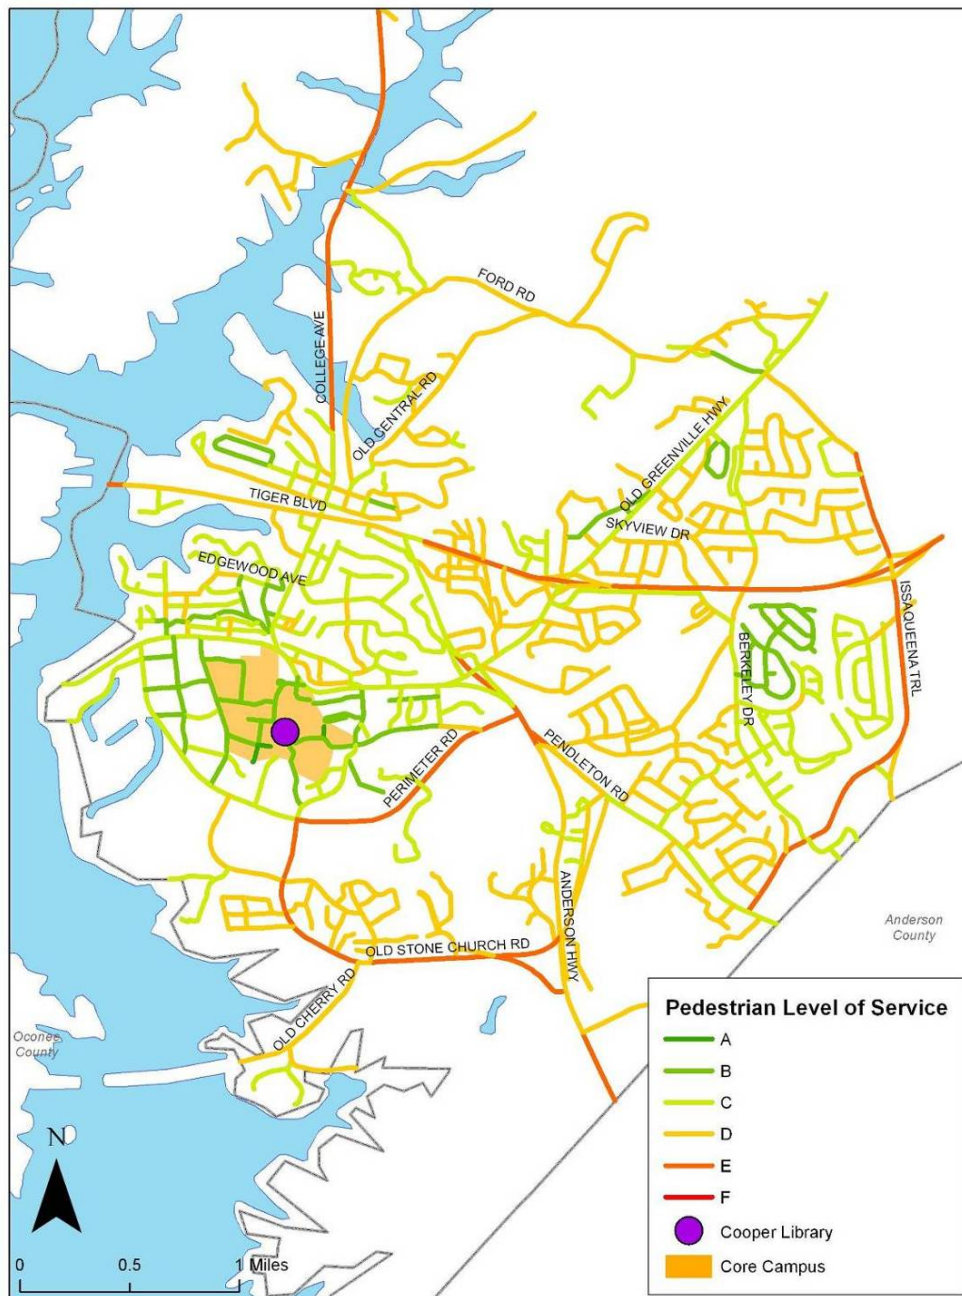 FORD RD
COLLEGE AVE
OLD CENTRAL RD
OLD GREENVILLE HWY
TIGER BLVD
SKYVIEW DR
EDGEWOOD AVE
ISSAQUEENA TRL
BERKELEY DR
PERIMETER RD
PENDLETON RD
ANDERSON HWY
OLD STONE CHURCH RD
OLD CHERRY RD
Anderson
County
Oconee
County
Pedestrian Level of Service
A
B
C
D
E
F
Cooper Library
Core Campus
N
0 0.5 1 Miles